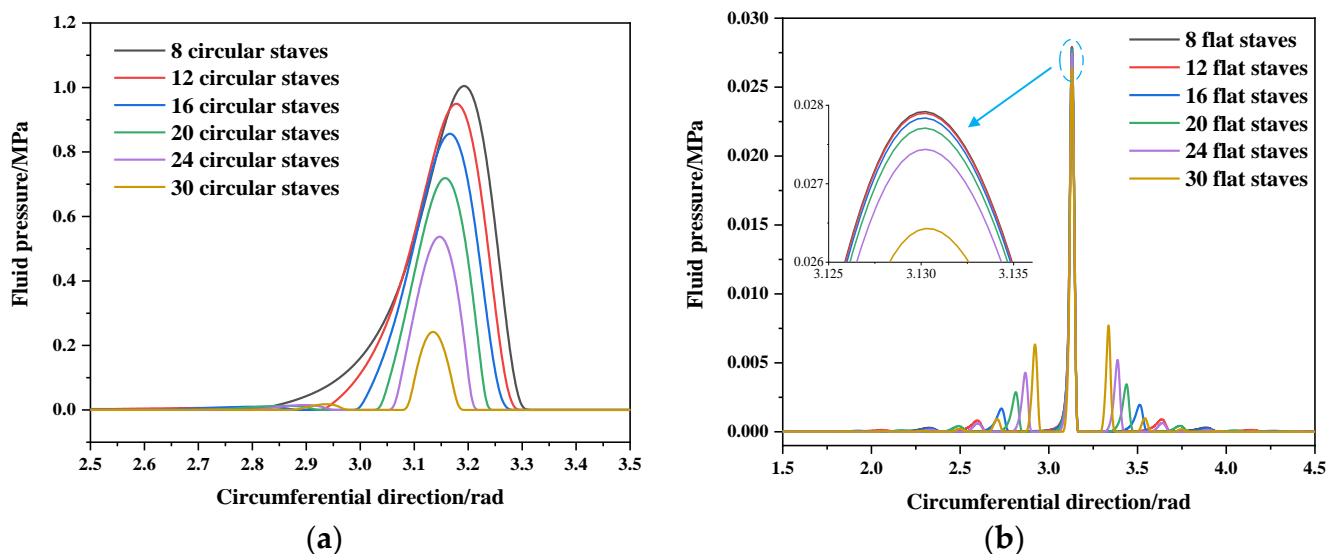 1.2
1.0
0.8
0.6
0.4
0.2
0.0
Fluid pressure/MPa
8 circular staves
12 circular staves
16 circular staves
20 circular staves
24 circular staves
30 circular staves
2.5 2.6 2.7 2.8 2.9 3.0 3.1 3.2 3.3 3.4 3.5
Circumferential direction/rad
(a)
0.030
0.025
0.020
0.015
0.010
0.005
0.000
Fluid pressure/MPa
0.028
0.027
0.026
3.125 3.130 3.135
8 flat staves
12 flat staves
16 flat staves
20 flat staves
24 flat staves
30 flat staves
1.5 2.0 2.5 3.0 3.5 4.0 4.5
Circumferential direction/rad
(b)